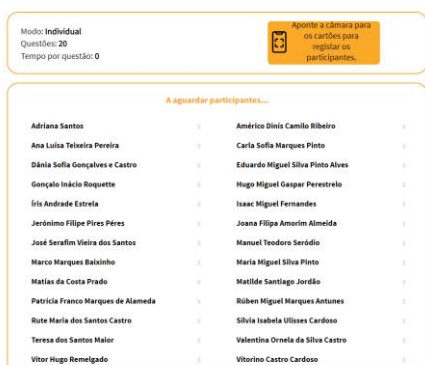 Modo: Individual
Questões: 20
Tempo por questão: 0
Aponte a câmara para
os cartões para
registar os
participantes.
A aguardar participantes...
Adriana Santos x Américo Dinís Camilo Ribeiro x
Ana Luísa Teixeira Pereira x Carla Sofia Marques Pinto x
Dânia Sofia Gonçalves e Castro x Eduardo Miguel Silva Pinto Alves x
Gonçalo Inácio Roquette x Hugo Miguel Gaspar Perestrelo x
Íris Andrade Estrela x Isaac Miguel Fernandes x
Jerónimo Filipe Pires Péres x Joana Filipa Amorim Almeida x
José Serafim Vieira dos Santos x Manuel Teodoro Seródio x
Marco Marques Baixinho x Maria Miguel Silva Pinto x
Matías da Costa Prado x Matilde Santiago Jordão x
Patrícia Franco Marques de Alameda x Rúben Miguel Marques Antunes x
Rute Maria dos Santos Castro x Silvia Isabela Ulisses Cardoso x
Teresa dos Santos Maior x Valentina Ornela da Silva Castro x
Vítor Hugo Remelgado x Vitorino Castro Cardoso x